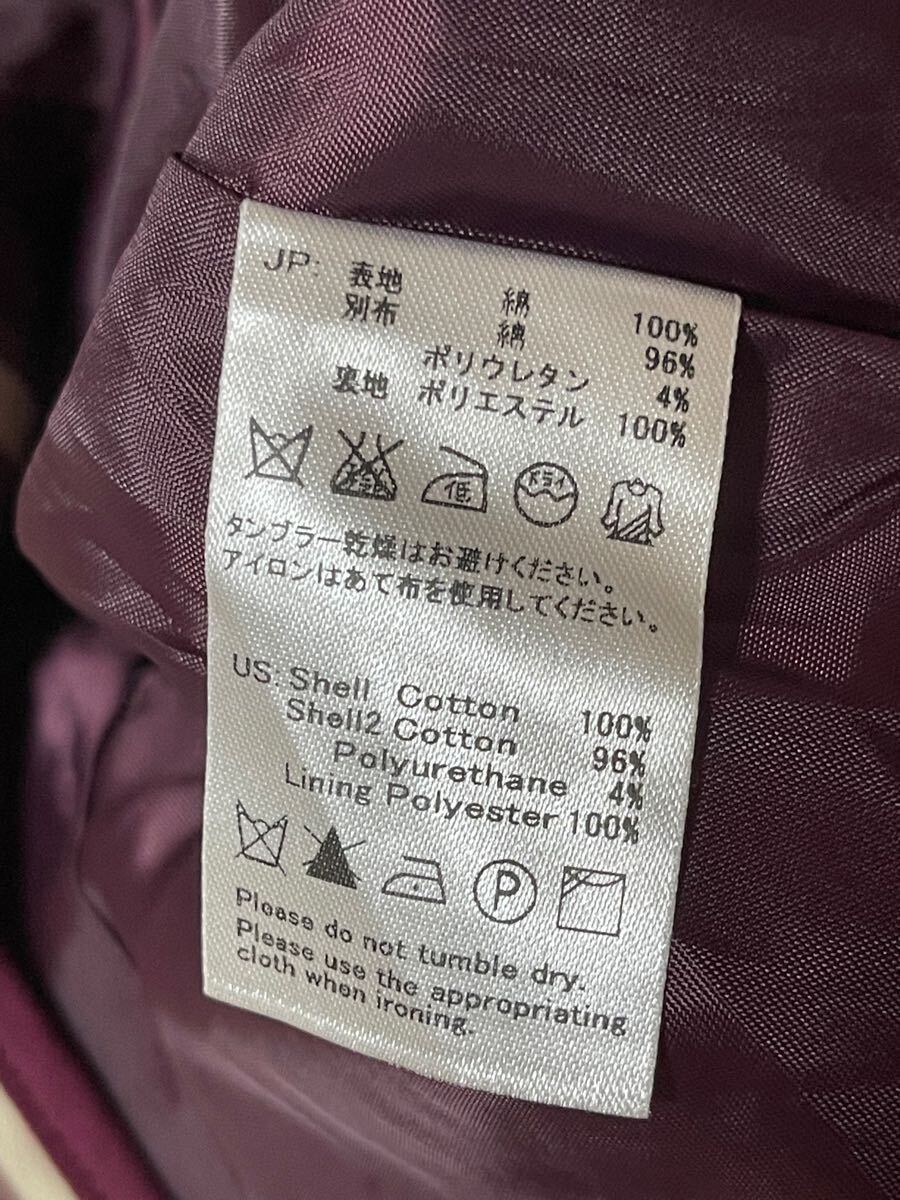 JP: 表地 綿 100%
別布 綿 96%
ポリウレタン 4%
裏地 ポリエステル 100%
低 ドライ
タンブラー乾燥はお避けください。
アイロンはあて布を使用してください。
US: Shell Cotton 100%
Shell2 Cotton 96%
Polyurethane 4%
Lining Polyester 100%
P
Please do not tumble dry.
Please use the appropriating
cloth when ironing.